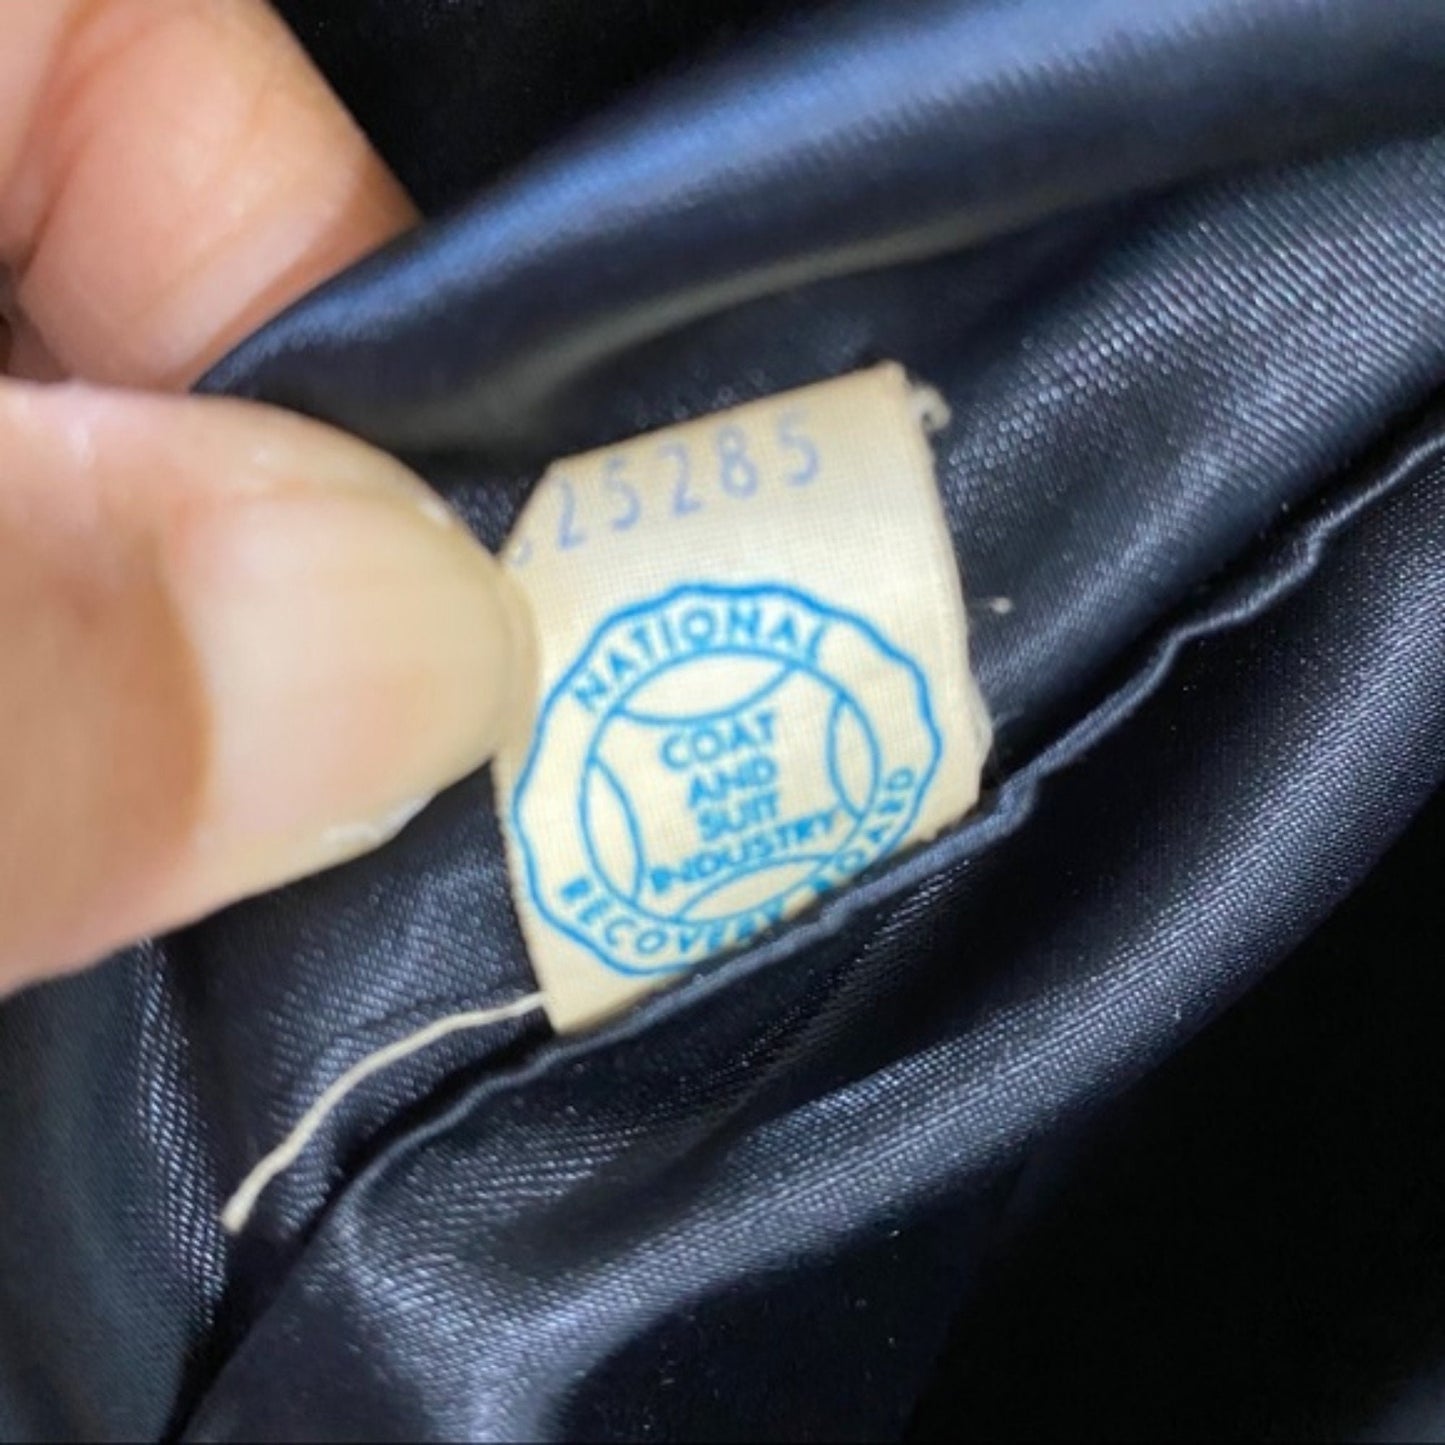 25285
NATIONAL
COAT
AND
SUIT
INDUSTRY
RECOVERY BOARD